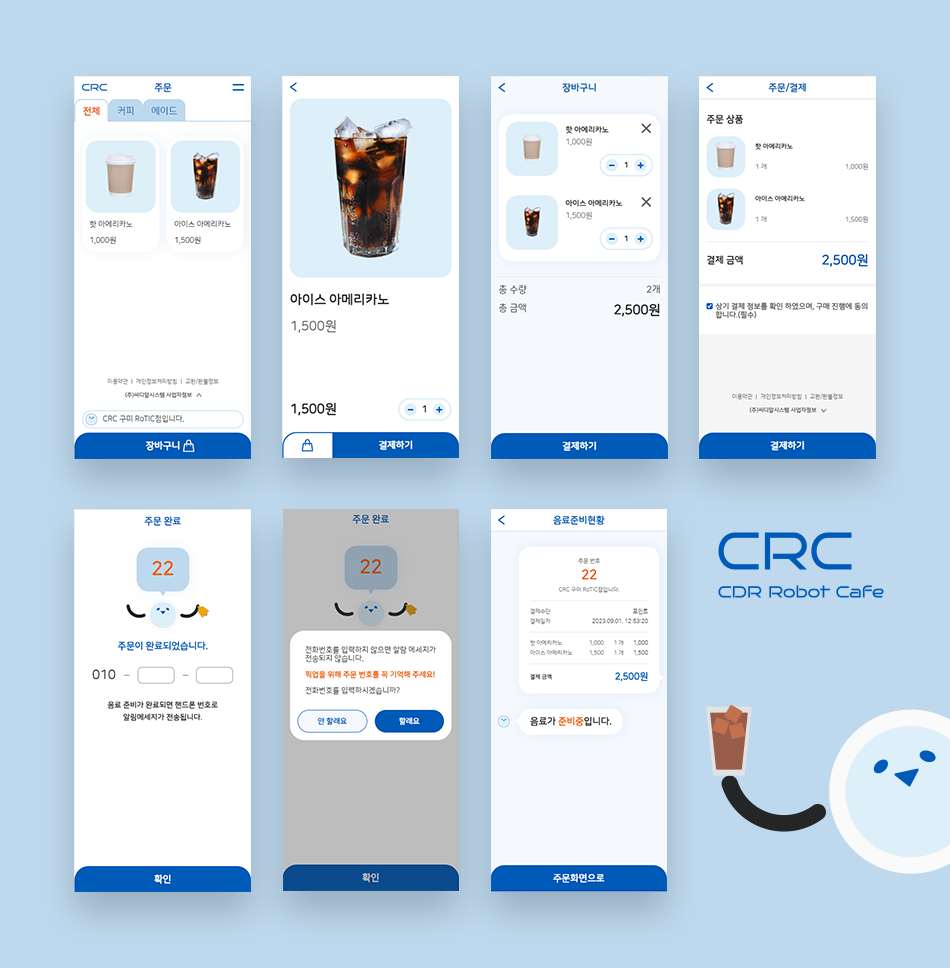 CRC
주문
전체
커피
에이드
핫 아메리카노
1,000원
아이스 아메리카노
1,500원
이용약관 | 개인정보처리방침 | 교환/환불정보
(주)씨디알시스템 사업자정보
CRC 구미 RoTIC점입니다.
장바구니
아이스 아메리카노
1,500원
1,500원
1
결제하기
장바구니
핫 아메리카노
1,000원
1
아이스 아메리카노
1,500원
1
총 수량
2개
총 금액
2,500원
결제하기
주문/결제
주문 상품
핫 아메리카노
1 개
1,000원
아이스 아메리카노
1 개
1,500원
결제 금액
2,500원
상기 결제 정보를 확인 하였으며, 구매 진행에 동의
합니다.(필수)
이용약관 | 개인정보처리방침 | 교환/환불정보
(주)씨디알시스템 사업자정보
결제하기
주문 완료
22
주문이 완료되었습니다.
010 - -
음료 준비가 완료되면 핸드폰 번호로
알림메세지가 전송됩니다.
확인
주문 완료
22
전화번호를 입력하지 않으면 알람 메세지가
전송되지 않습니다.
픽업을 위해 주문 번호를 꼭 기억해 주세요!
전화번호를 입력하시겠습니까?
안 할래요
할래요
확인
음료준비현황
주문 번호
22
CRC 구미 RoTIC점입니다.
결제수단
포인트
결제일자
2023.09.01. 12:53:20
핫 아메리카노 1,000 1 개 1,000
아이스 아메리카노 1,500 1 개 1,500
결제 금액
2,500원
음료가 준비중입니다.
주문화면으로
CRC
CDR Robot Cafe